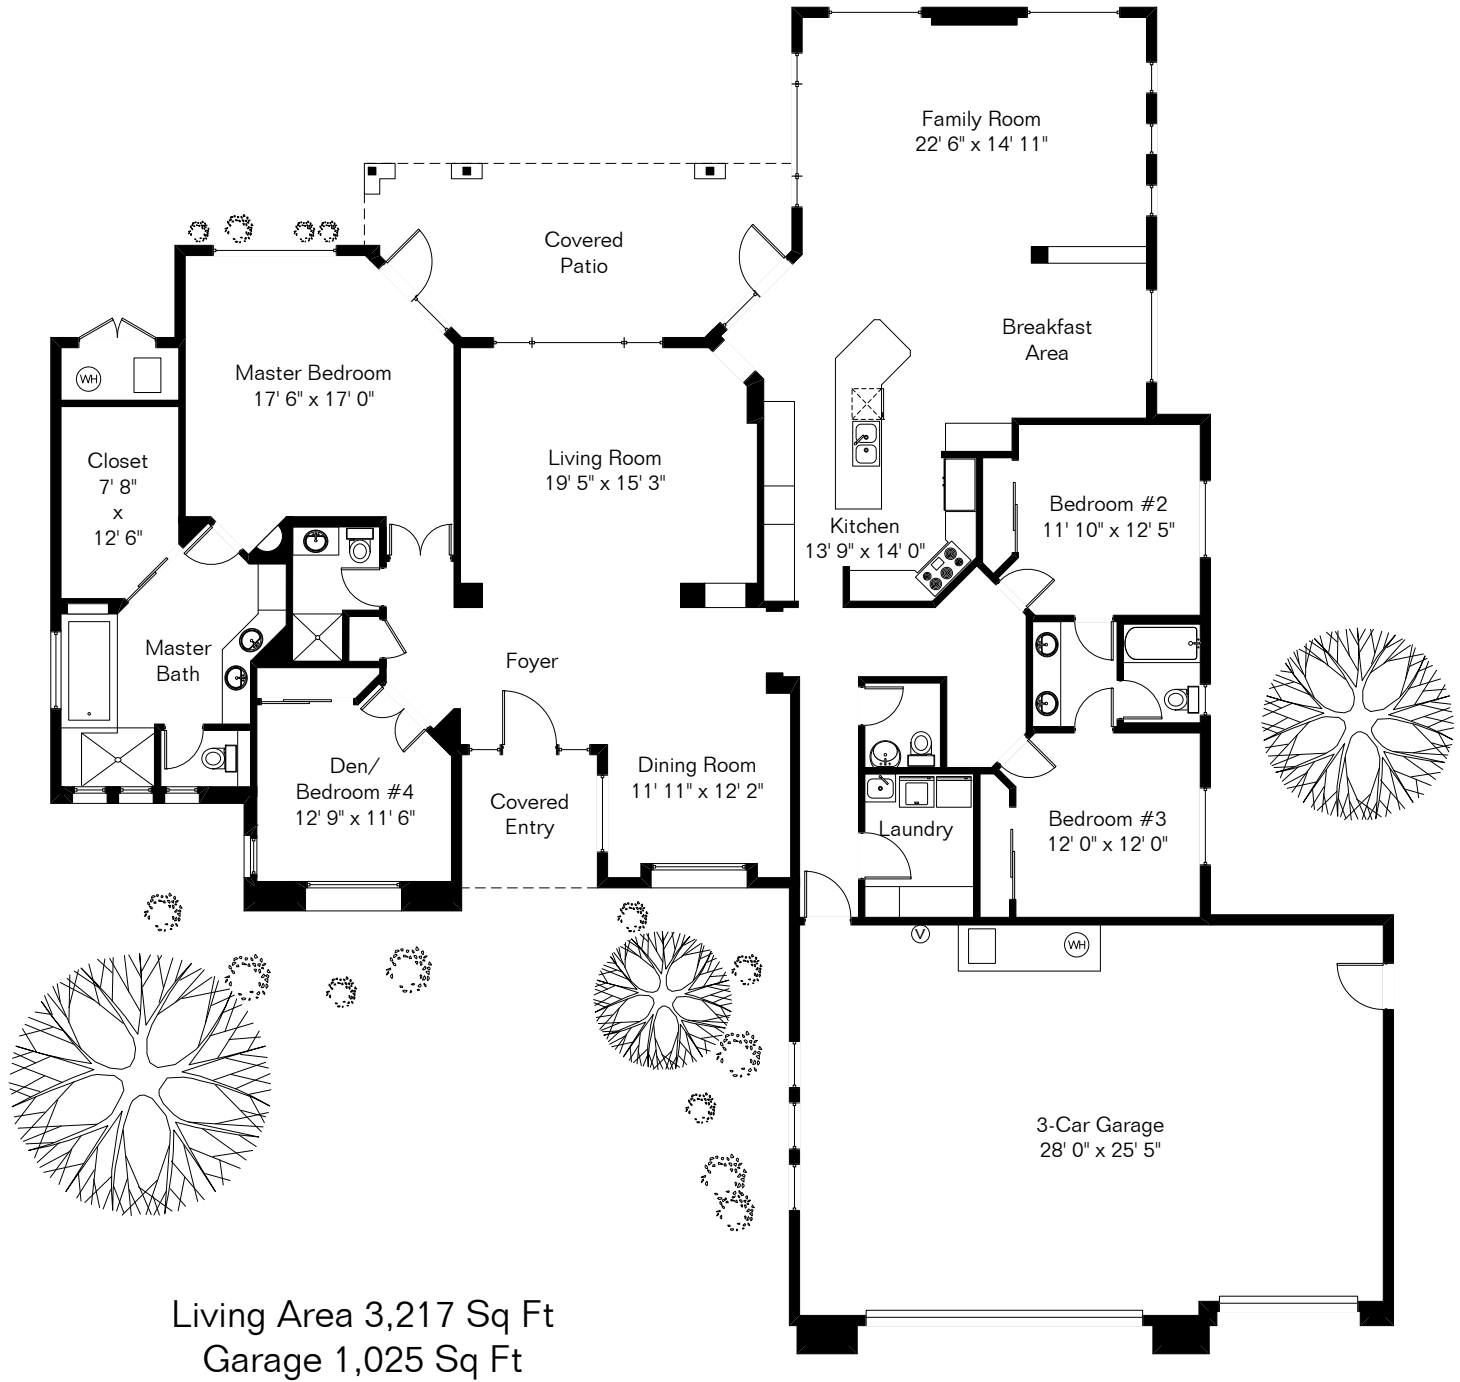 Family Room
22' 6" x 14' 11"
Covered
Patio
Breakfast
Area
Master Bedroom
17' 6" x 17' 0"
WH
Closet
7' 8"
x
12' 6"
Living Room
19' 5" x 15' 3"
Kitchen
13' 9" x 14' 0"
Bedroom #2
11' 10" x 12' 5"
Master
Bath
Foyer
Den/
Bedroom #4
12' 9" x 11' 6"
Covered
Entry
Dining Room
11' 11" x 12' 2"
Laundry
Bedroom #3
12' 0" x 12' 0"
V
WH
3-Car Garage
28' 0" x 25' 5"
Living Area 3,217 Sq Ft
Garage 1,025 Sq Ft